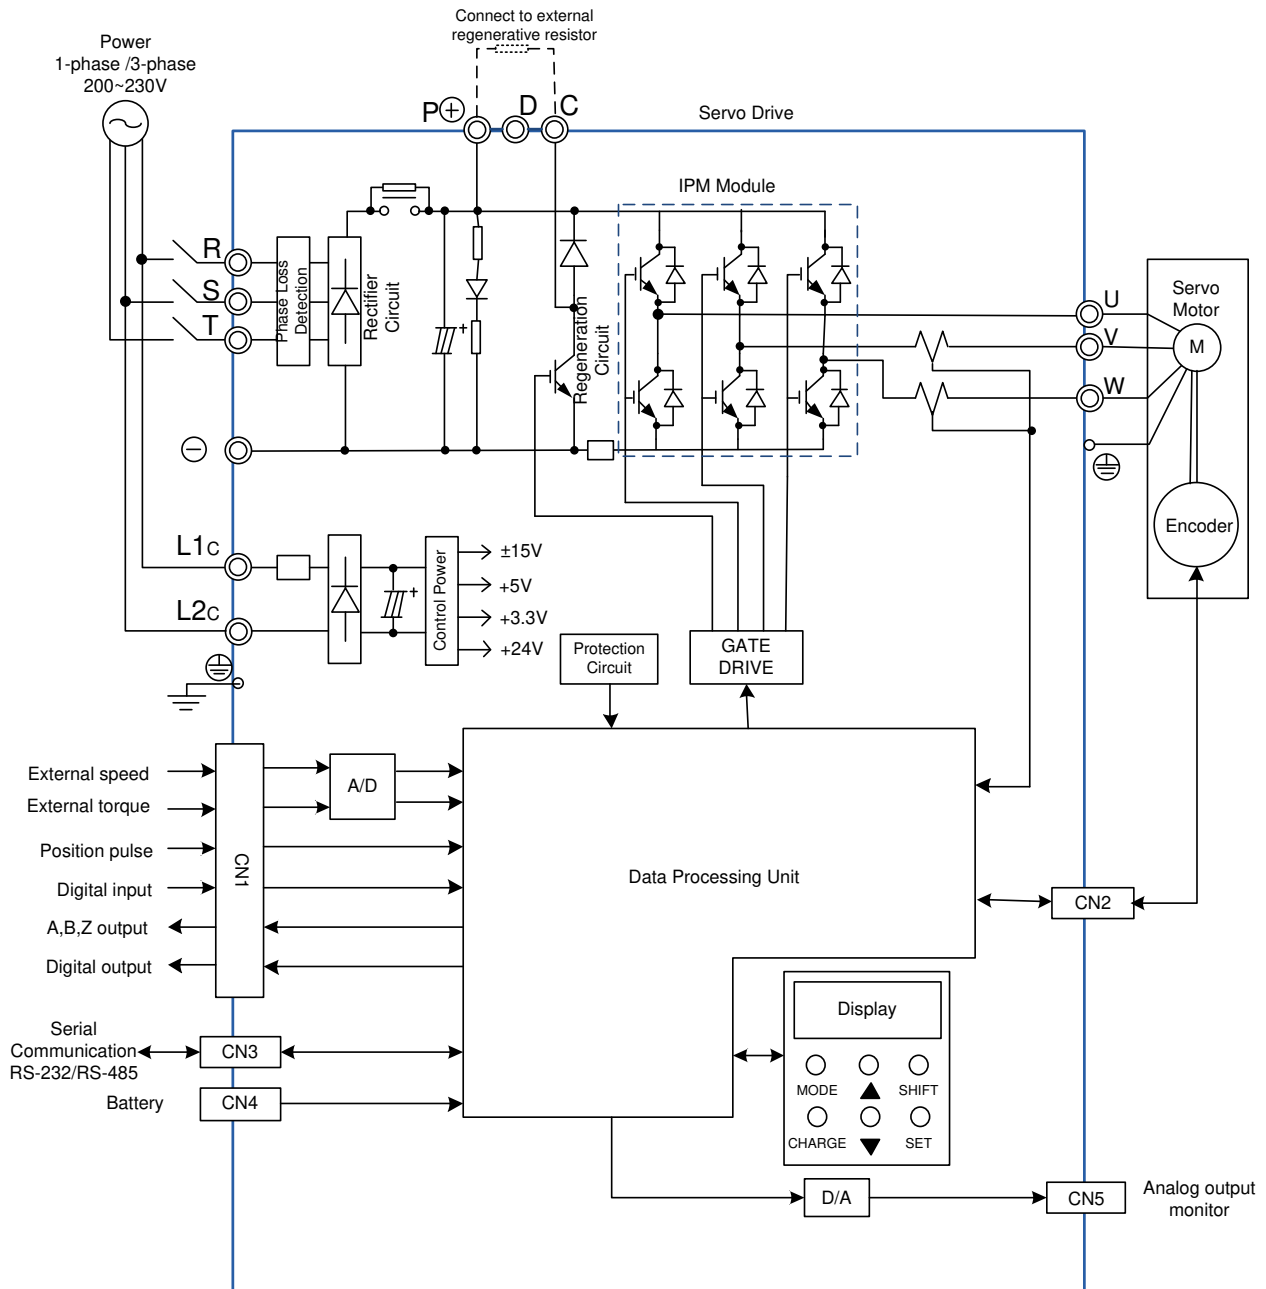 Connect to external
regenerative resistor
Power
1-phase /3-phase
200~230V
P
D
C
Servo Drive
IPM Module
R
S
T
Phase Loss
Detection
Rectifier
Circuit
+
Regeneration
Circuit
U
V
W
Servo
Motor
M
Encoder
L1C
L2C
+
Control Power
±15V
+5V
+3.3V
+24V
Protection
Circuit
GATE
DRIVE
External speed
External torque
Position pulse
Digital input
A,B,Z output
Digital output
CN1
A/D
Data Processing Unit
CN2
Serial
Communication
RS-232/RS-485
CN3
Battery
CN4
Display
MODE
SHIFT
CHARGE
SET
D/A
CN5
Analog output
monitor